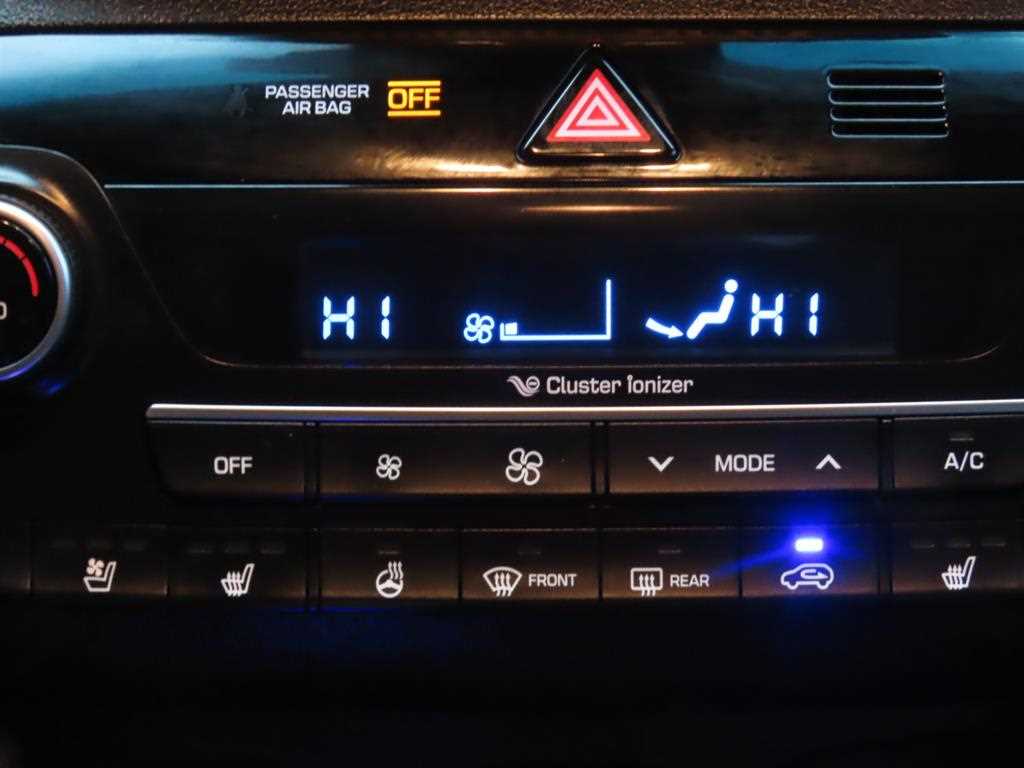 PASSENGER
AIR BAG OFF
HI HI
Cluster ionizer
OFF MODE A/C
FRONT REAR